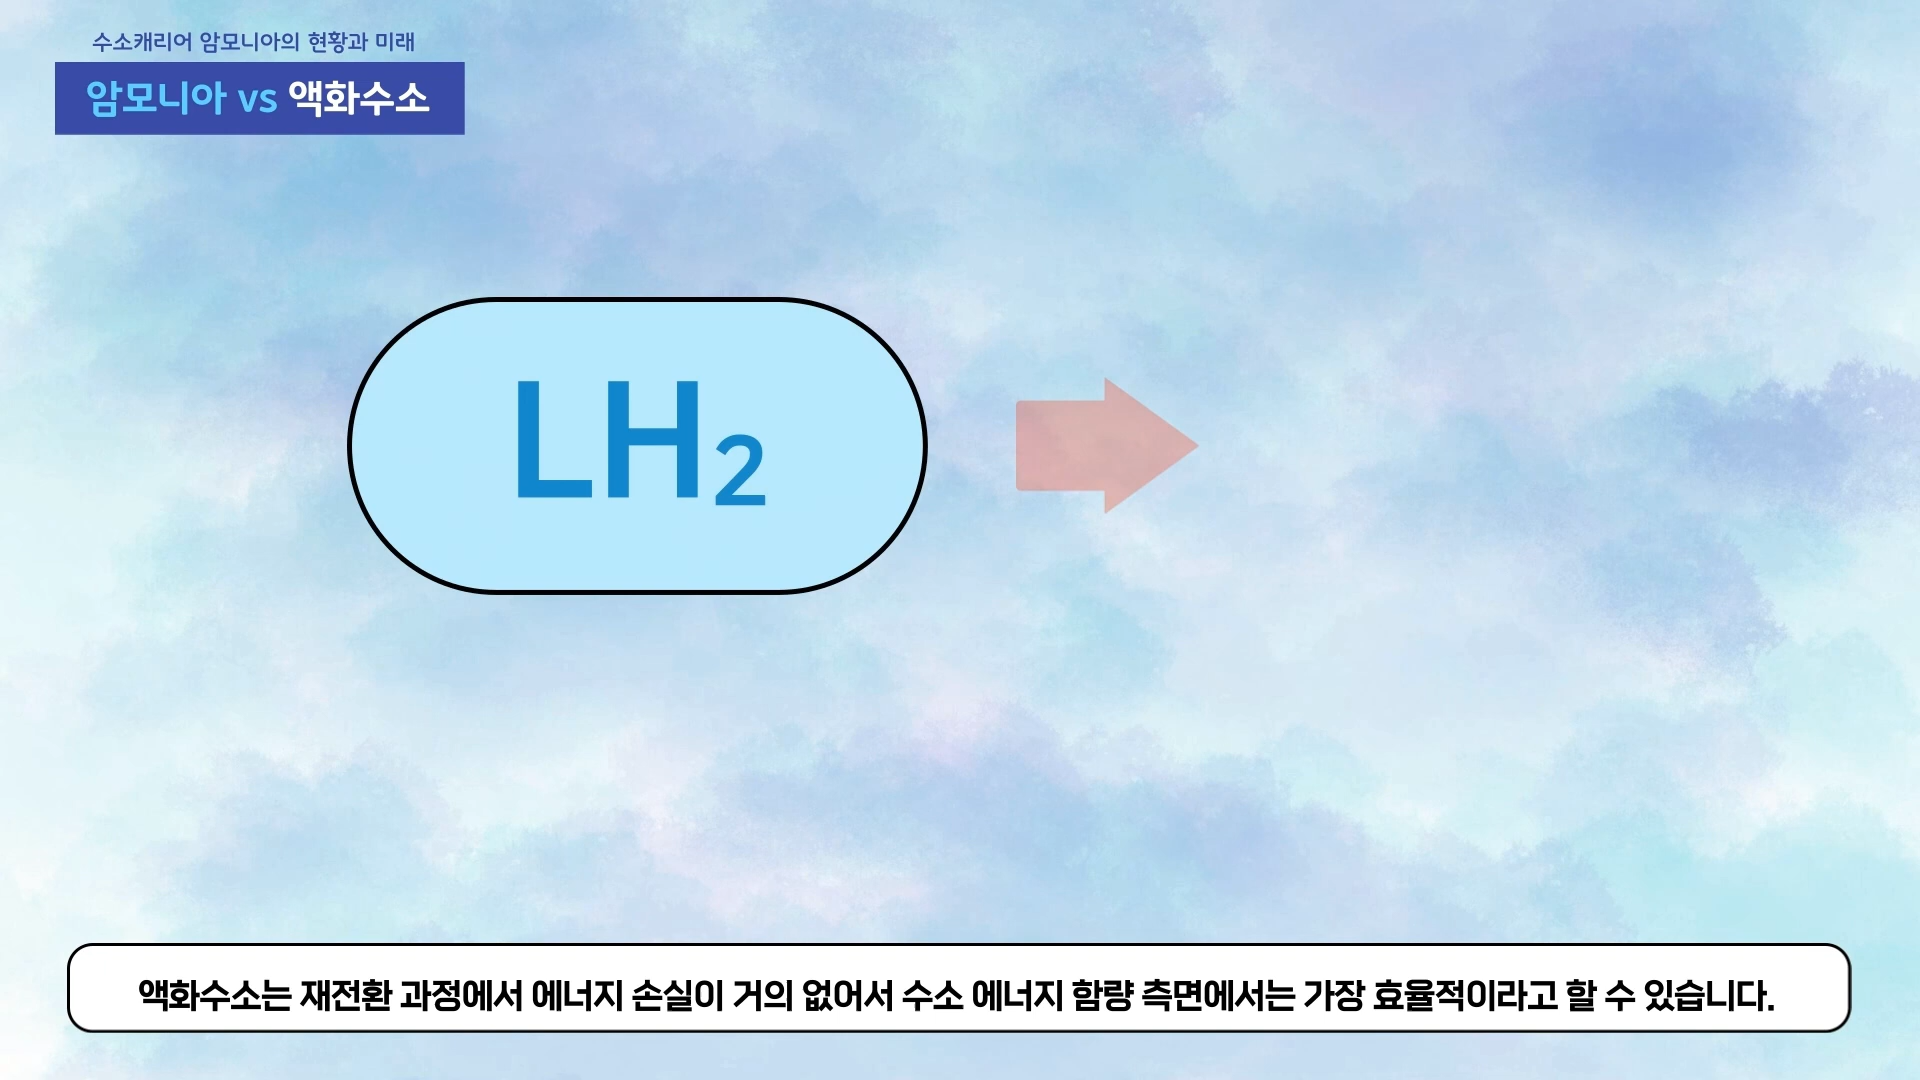 수소캐리어 암모니아의 현황과 미래
암모니아 vs 액화수소
LH₂
액화수소는 재전환 과정에서 에너지 손실이 거의 없어서 수소 에너지 함량 측면에서는 가장 효율적이라고 할 수 있습니다.